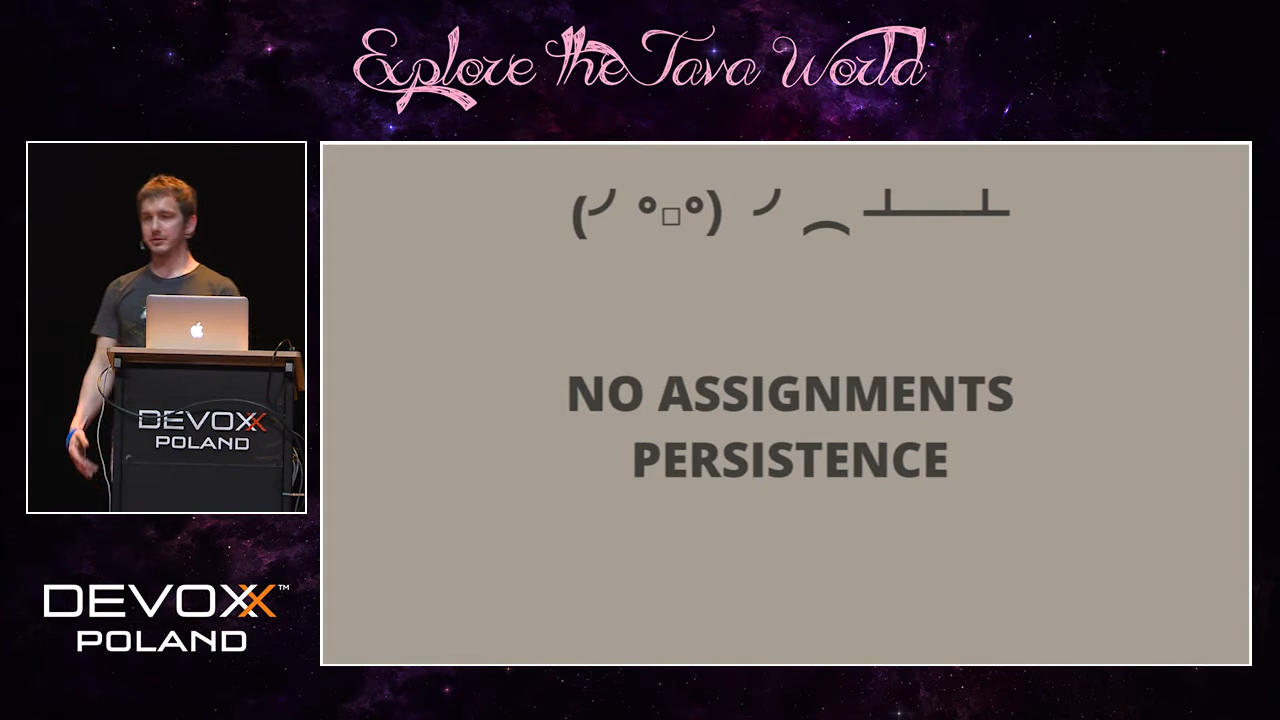 Explore the Java World
(╯°□°) ╯ ︵ ┻━┻
NO ASSIGNMENTS
PERSISTENCE
DEVOXX
POLAND
DEVOXX™
POLAND